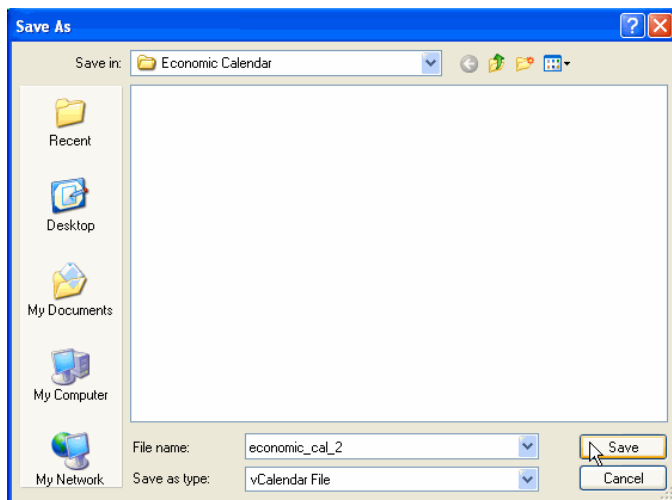 Save As
Save in: Economic Calendar
Recent
Desktop
My Documents
My Computer
My Network
File name: economic_cal_2
Save
Save as type: vCalendar File
Cancel